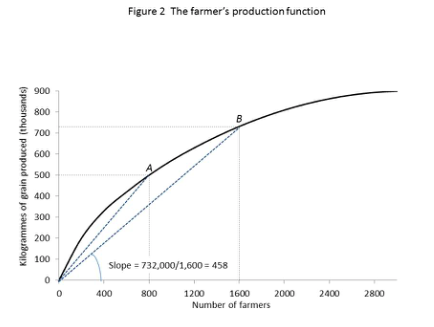 Figure 2 The farmer's production function
Kilogrammes of grain produced (thousands)
900
800
700
600
500
400
300
200
100
0
A
B
Slope = 732,000/1,600 = 458
0 400 800 1200 1600 2000 2400 2800
Number of farmers